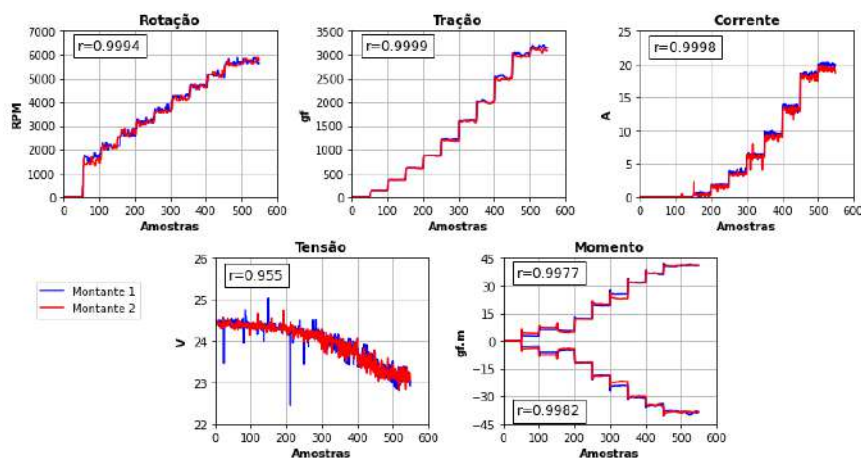 Rotação
r=0.9994
7000
6000
5000
4000
3000
2000
1000
0
RPM
0 100 200 300 400 500 600
Amostras
Tração
r=0.9999
3500
3000
2500
2000
1500
1000
500
0
gf
0 100 200 300 400 500 600
Amostras
Corrente
r=0.9998
25
20
15
10
5
0
A
0 100 200 300 400 500 600
Amostras
Montante 1
Montante 2
Tensão
r=0.955
26
25
24
23
22
V
0 100 200 300 400 500 600
Amostras
Momento
r=0.9977
45
30
15
0
−15
−30
−45
gf.m
r=0.9982
0 100 200 300 400 500 600
Amostras